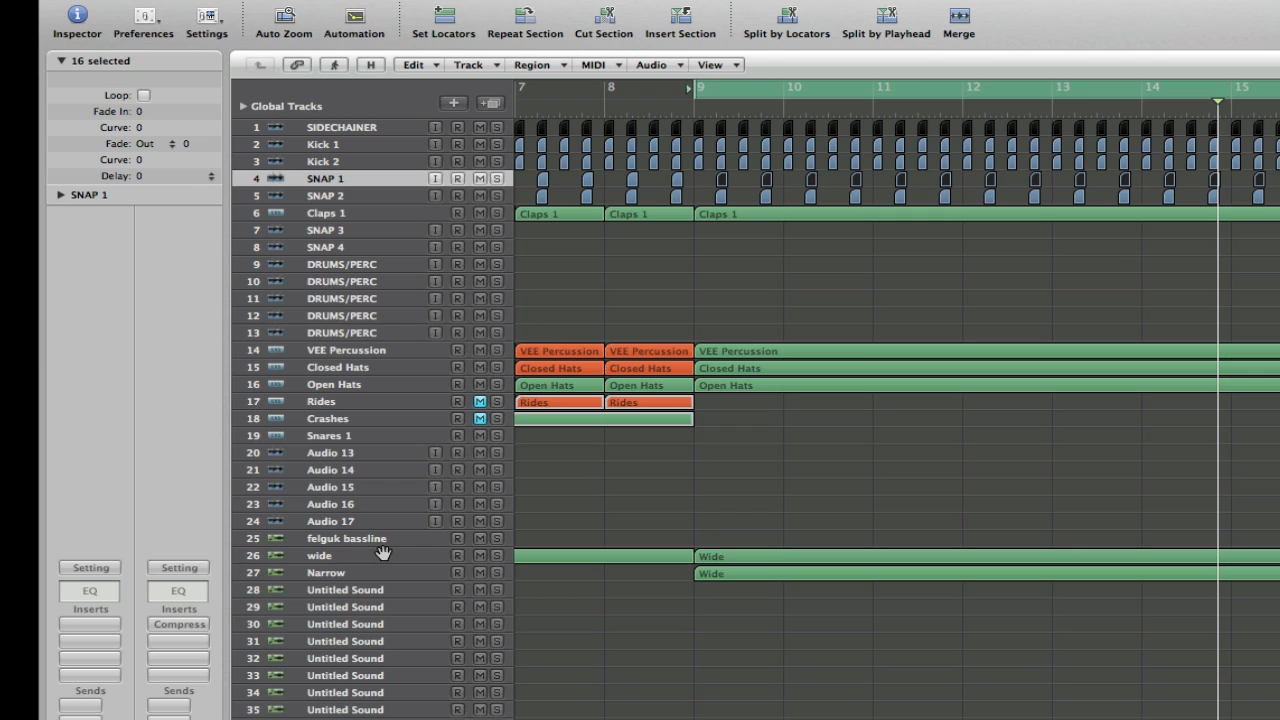 Inspector Preferences Settings Auto Zoom Automation Set Locators Repeat Section Cut Section Insert Section Split by Locators Split by Playhead Merge
16 selected
H Edit Track Region MIDI Audio View
Loop:
Fade In: 0
Curve: 0
Fade: Out 0
Curve: 0
Delay: 0
SNAP 1
Global Tracks
7 8 9 10 11 12 13 14 15
1 SIDECHAINER I R M S
2 Kick 1 I R M S
3 Kick 2 I R M S
4 SNAP 1 I R M S
5 SNAP 2 I R M S
6 Claps 1 R M S Claps 1 Claps 1 Claps 1
7 SNAP 3 I R M S
8 SNAP 4 I R M S
9 DRUMS/PERC I R M S
10 DRUMS/PERC I R M S
11 DRUMS/PERC I R M S
12 DRUMS/PERC I R M S
13 DRUMS/PERC I R M S
14 VEE Percussion R M S VEE Percussion VEE Percussion VEE Percussion
15 Closed Hats R M S Closed Hats Closed Hats Closed Hats
16 Open Hats R M S Open Hats Open Hats Open Hats
17 Rides R M S Rides Rides
18 Crashes R M S
19 Snares 1 R M S
20 Audio 13 I R M S
21 Audio 14 I R M S
22 Audio 15 I R M S
23 Audio 16 I R M S
24 Audio 17 I R M S
25 felguk bassline R M S
26 wide R M S Wide
27 Narrow R M S Wide
28 Untitled Sound R M S
29 Untitled Sound R M S
30 Untitled Sound R M S
31 Untitled Sound R M S
32 Untitled Sound R M S
33 Untitled Sound R M S
34 Untitled Sound R M S
35 Untitled Sound R M S
Setting Setting
EQ EQ
Inserts Inserts
Compress
Sends Sends